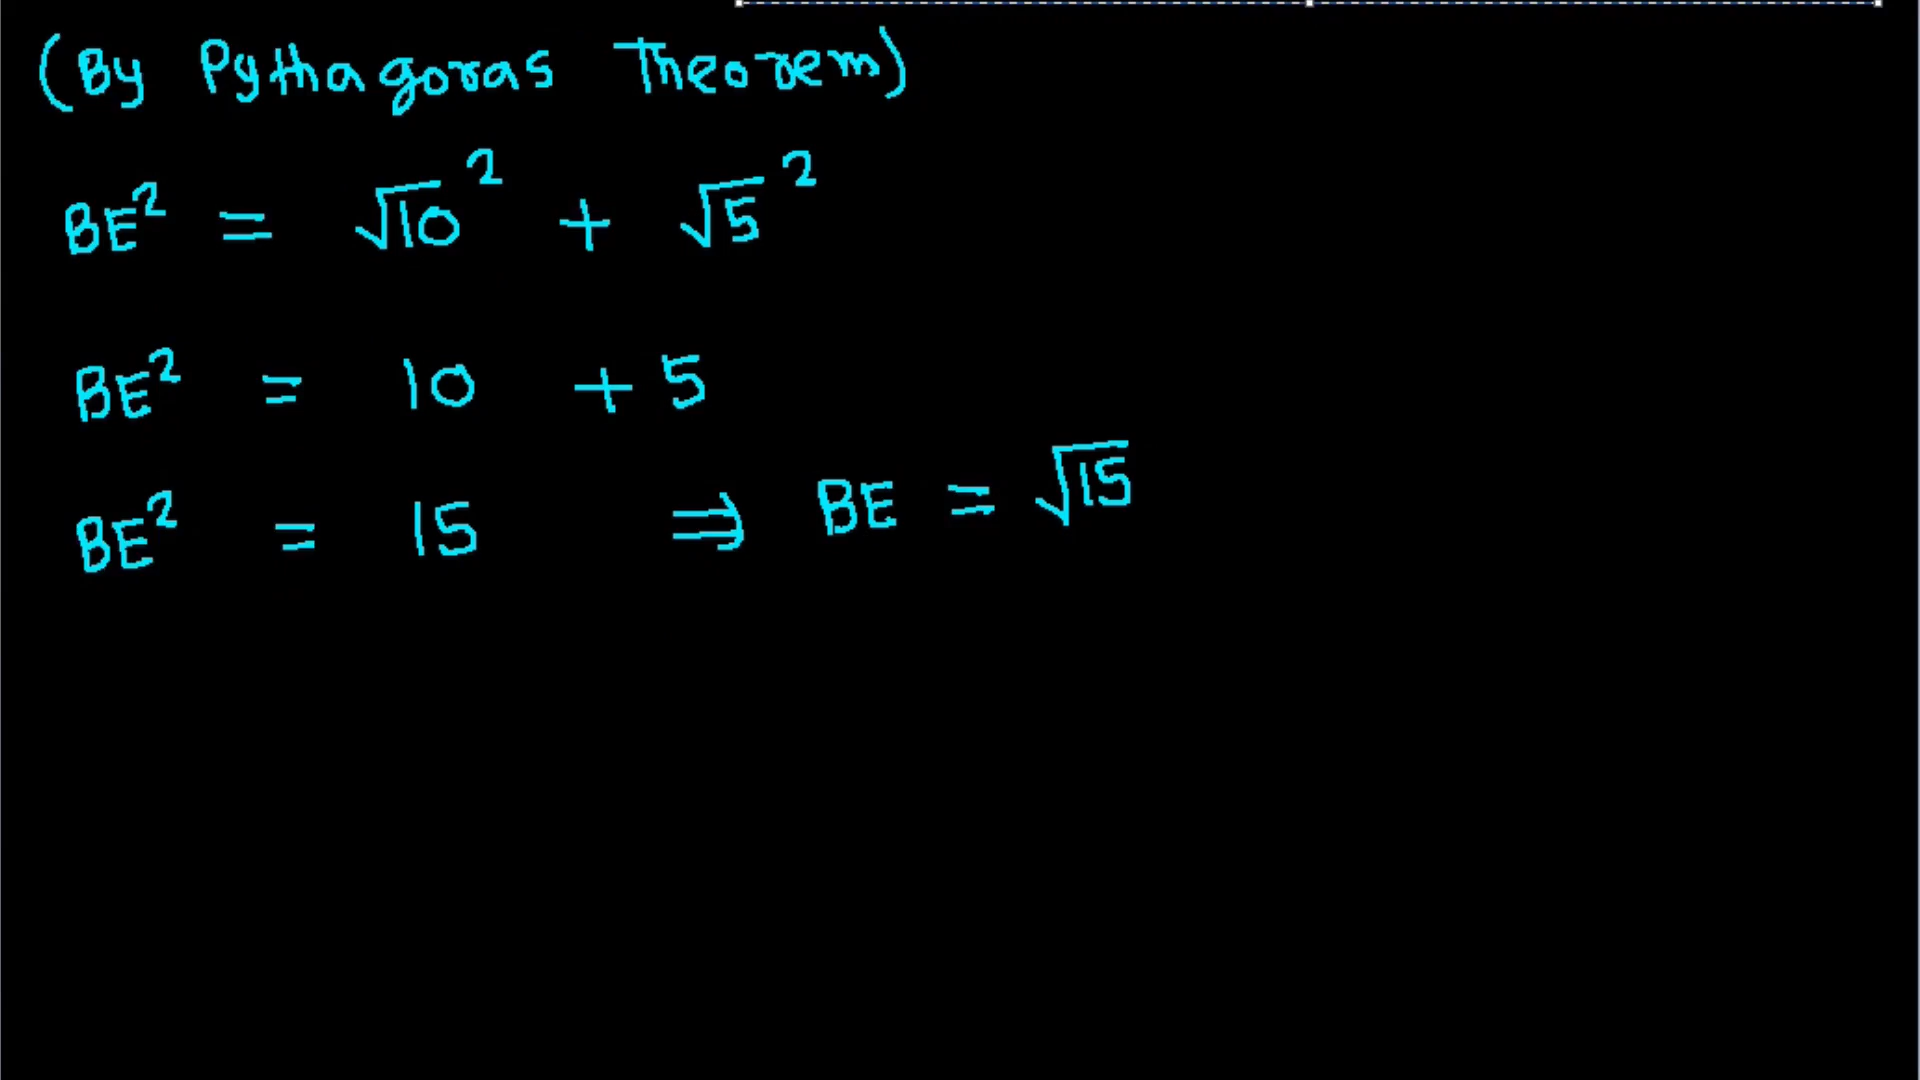 (By Pythagoras Theorem)
BE² = √10² + √5²
BE² = 10 + 5
BE² = 15 ⇒ BE = √15